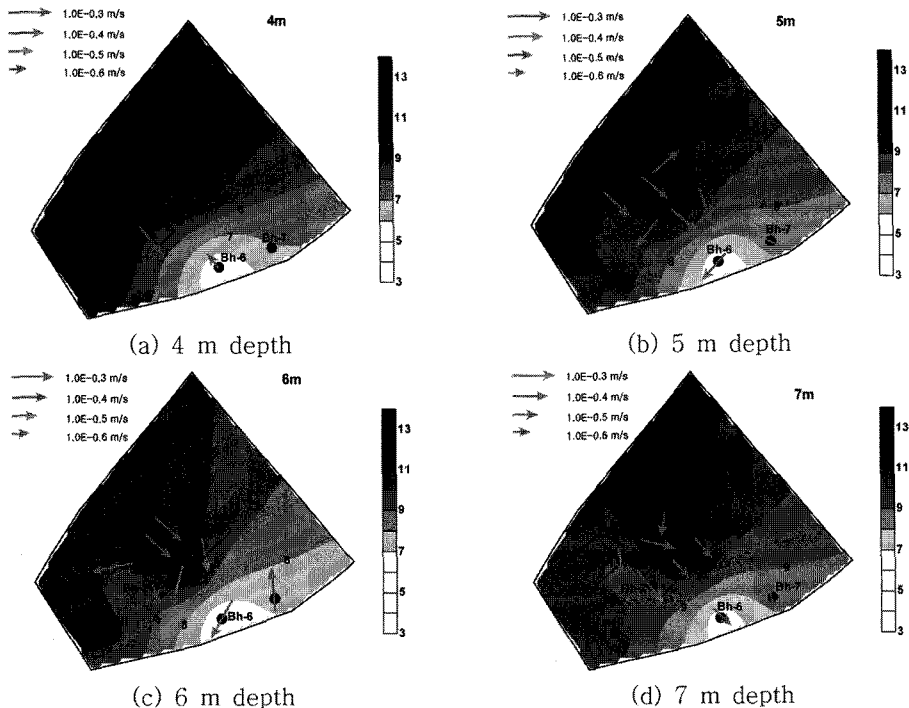 1.0E-0.3 m/s
1.0E-0.4 m/s
1.0E-0.5 m/s
1.0E-0.6 m/s
4m
13
11
9
7
5
3
7
Bh-7
Bh-6
(a) 4 m depth
1.0E-0.3 m/s
1.0E-0.4 m/s
1.0E-0.5 m/s
1.0E-0.6 m/s
5m
13
11
9
7
5
3
Bh-7
Bh-6
(b) 5 m depth
1.0E-0.3 m/s
1.0E-0.4 m/s
1.0E-0.5 m/s
1.0E-0.6 m/s
6m
13
11
9
7
5
3
8
8
Bh-6
(c) 6 m depth
1.0E-0.3 m/s
1.0E-0.4 m/s
1.0E-0.5 m/s
1.0E-0.6 m/s
7m
13
11
9
7
5
3
Bh-7
Bh-6
(d) 7 m depth